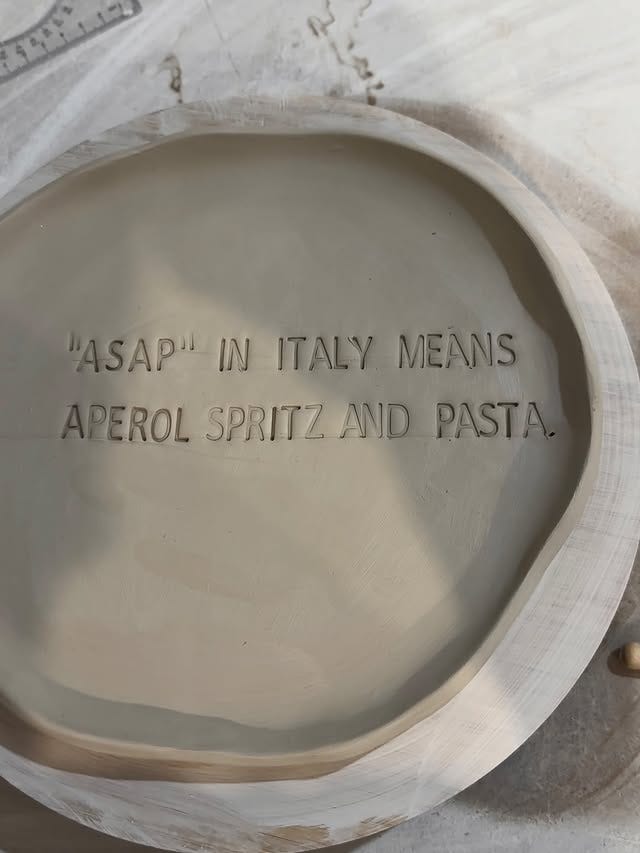 "ASAP" IN ITALY MEANS
APEROL SPRITZ AND PASTA.